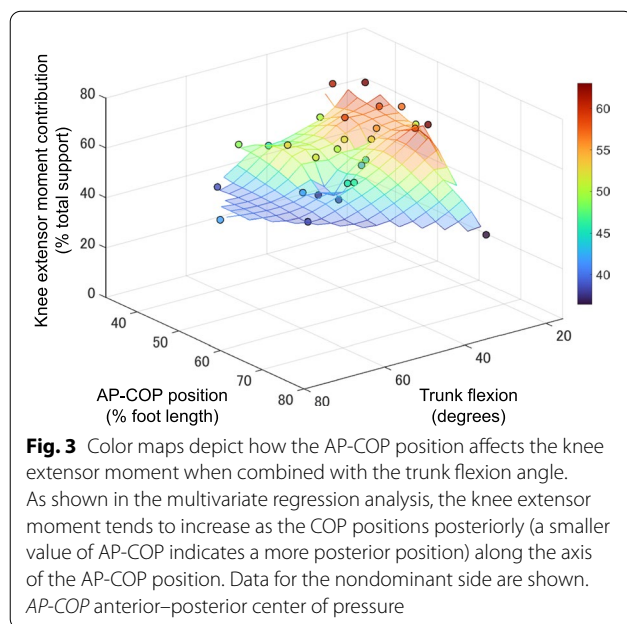 80
60
40
20
0
Knee extensor moment contribution
(% total support)
40
50
60
70
80
80
60
40
20
AP-COP position
(% foot length)
Trunk flexion
(degrees)
60
55
50
45
40
Fig. 3 Color maps depict how the AP-COP position affects the knee
extensor moment when combined with the trunk flexion angle.
As shown in the multivariate regression analysis, the knee extensor
moment tends to increase as the COP positions posteriorly (a smaller
value of AP-COP indicates a more posterior position) along the axis
of the AP-COP position. Data for the nondominant side are shown.
AP-COP anterior–posterior center of pressure